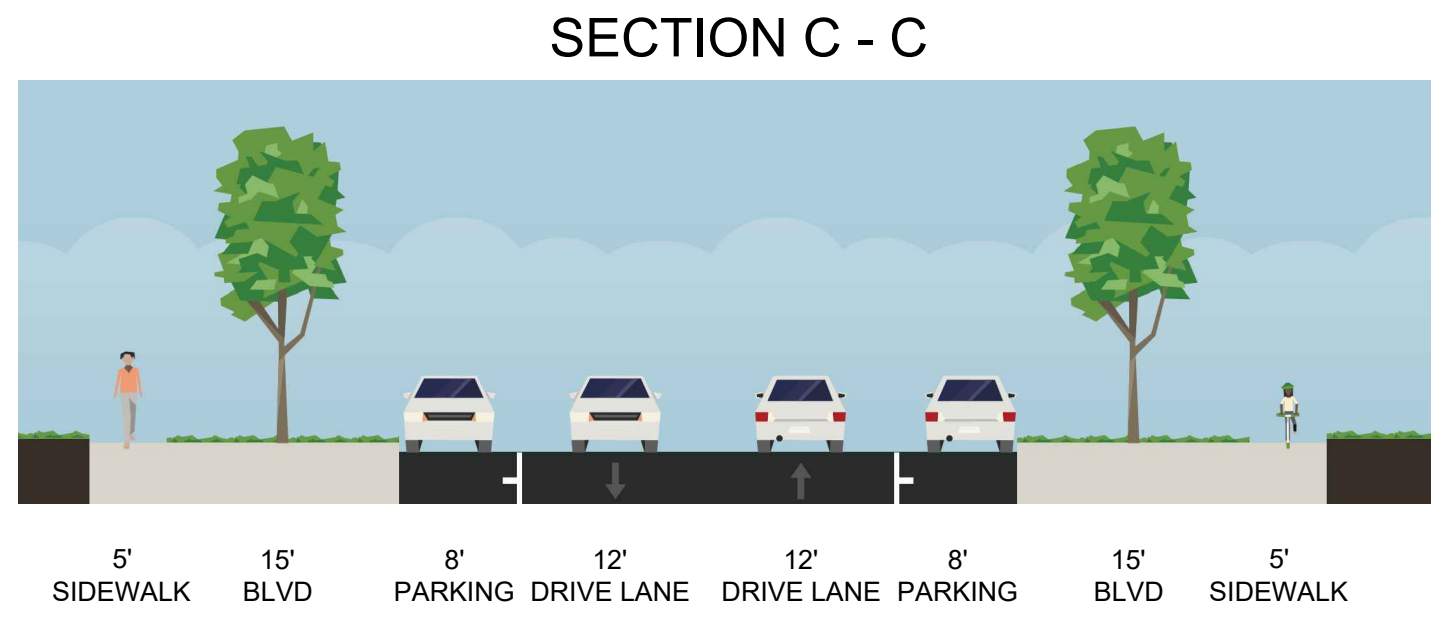 SECTION C - C
5' 15' 8' 12' 12' 8' 15' 5'
SIDEWALK BLVD PARKING DRIVE LANE DRIVE LANE PARKING BLVD SIDEWALK